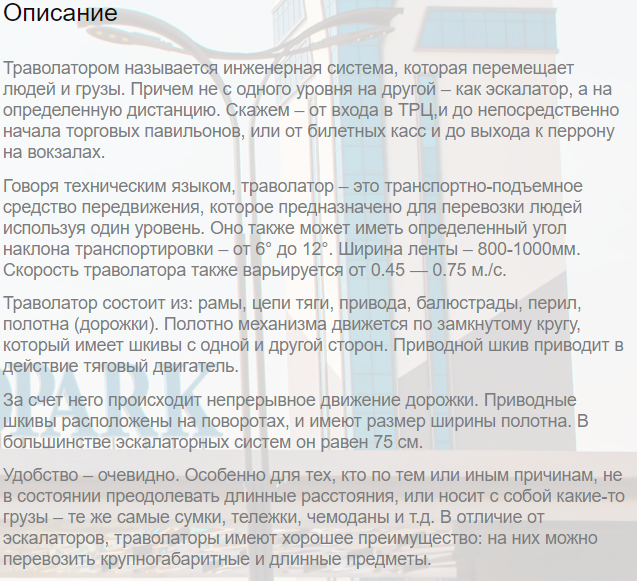 Описание
Траволатором называется инженерная система, которая перемещает
людей и грузы. Причем не с одного уровня на другой – как эскалатор, а на
определенную дистанцию. Скажем – от входа в ТРЦ,и до непосредственно
начала торговых павильонов, или от билетных касс и до выхода к перрону
на вокзалах.
Говоря техническим языком, траволатор – это транспортно-подъемное
средство передвижения, которое предназначено для перевозки людей
используя один уровень. Оно также может иметь определенный угол
наклона транспортировки – от 6° до 12°. Ширина ленты – 800-1000мм.
Скорость траволатора также варьируется от 0.45 — 0.75 м./с.
Траволатор состоит из: рамы, цепи тяги, привода, балюстрады, перил,
полотна (дорожки). Полотно механизма движется по замкнутому кругу,
который имеет шкивы с одной и другой сторон. Приводной шкив приводит в
действие тяговый двигатель.
За счет него происходит непрерывное движение дорожки. Приводные
шкивы расположены на поворотах, и имеют размер ширины полотна. В
большинстве эскалаторных систем он равен 75 см.
Удобство – очевидно. Особенно для тех, кто по тем или иным причинам, не
в состоянии преодолевать длинные расстояния, или носит с собой какие-то
грузы – те же самые сумки, тележки, чемоданы и т.д. В отличие от
эскалаторов, траволаторы имеют хорошее преимущество: на них можно
перевозить крупногабаритные и длинные предметы.
PARK